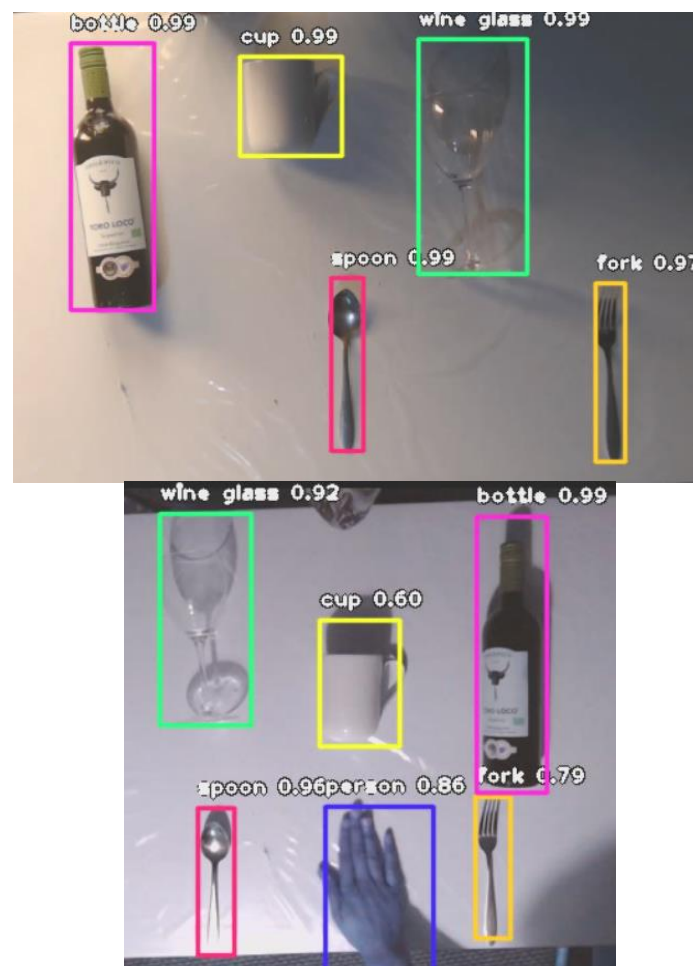 bottle 0.99
cup 0.99
wine glass 0.99
TORO LOCO
spoon 0.99
fork 0.97
wine glass 0.92
bottle 0.99
cup 0.60
ORO LOCO
spoon 0.96
person 0.86
fork 0.79